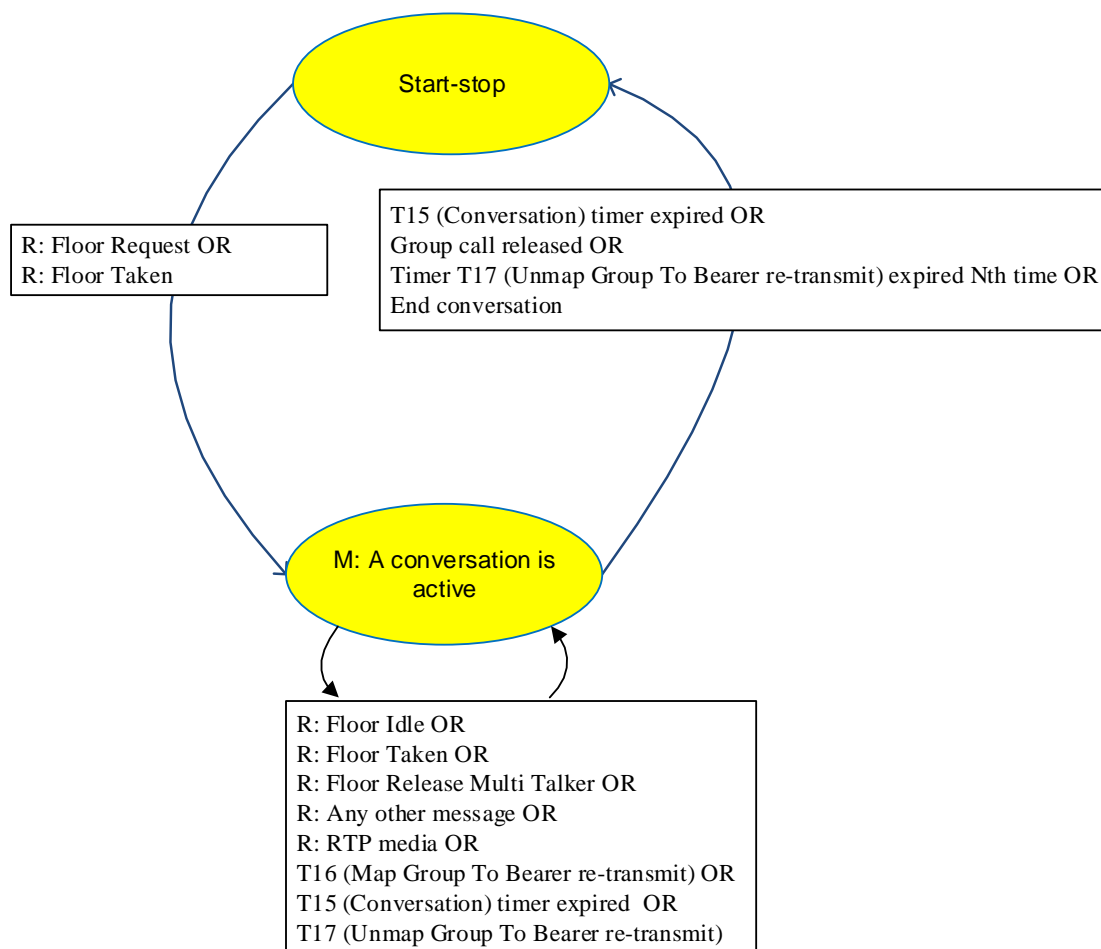 Start-stop
R: Floor Request OR
R: Floor Taken
T15 (Conversation) timer expired OR
Group call released OR
Timer T17 (Unmap Group To Bearer re-transmit) expired Nth time OR
End conversation
M: A conversation is
active
R: Floor Idle OR
R: Floor Taken OR
R: Floor Release Multi Talker OR
R: Any other message OR
R: RTP media OR
T16 (Map Group To Bearer re-transmit) OR
T15 (Conversation) timer expired  OR
T17 (Unmap Group To Bearer re-transmit)